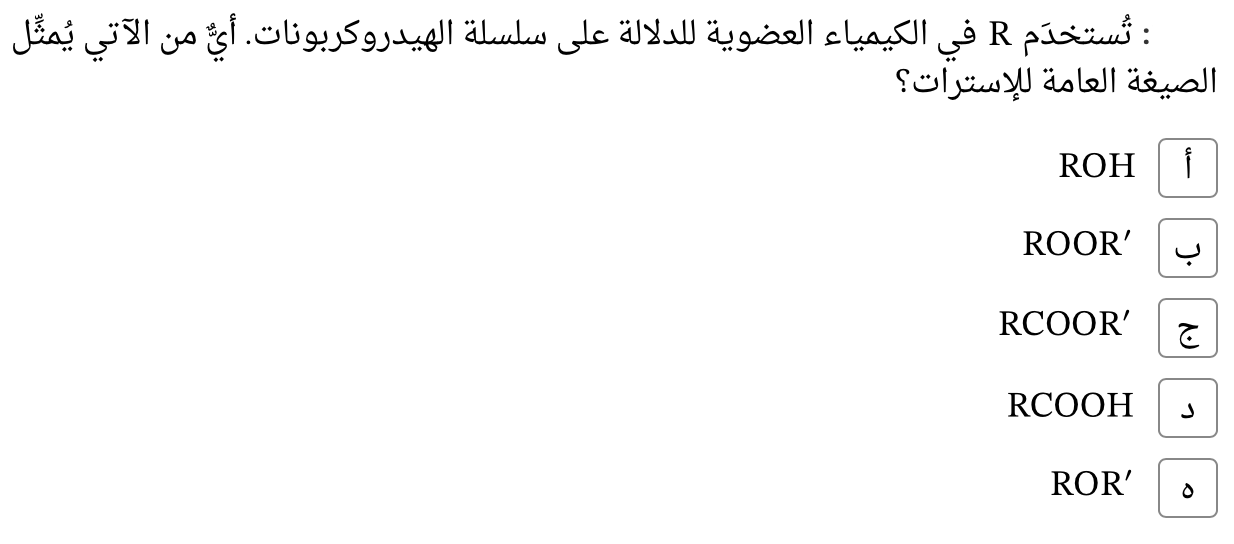 : تُستخدَم R في الكيمياء العضوية للدلالة على سلسلة الهيدروكربونات. أيٌّ من الآتي يُمثِّل
الصيغة العامة للإسترات؟
أ ROH
ب ROOR′
ج RCOOR′
د RCOOH
ه ROR′